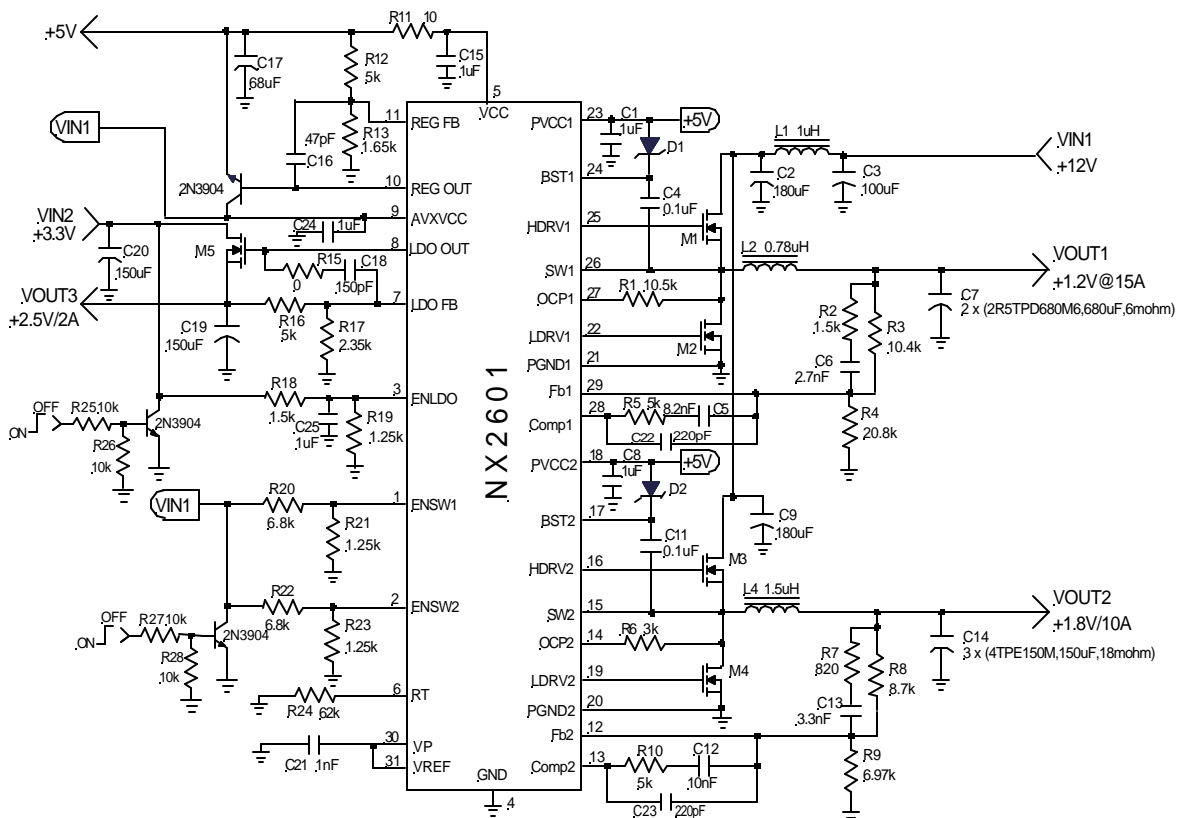 +5V
R11 10
C17
68uF
R12
5k
C15
1uF
5
VCC
11
REG FB
VIN1
47pF
C16
R13
1.65k
2N3904
10
REG OUT
9
AVXVCC
VIN2
+3.3V
C24
1uF
C20
150uF
M5
8
LDO OUT
R15
0
C18
150pF
VOUT3
+2.5V/2A
7
LDO FB
C19
150uF
R16
5k
R17
2.35k
R18
1.5k
3
ENLDO
OFF
ON
R25,10k
2N3904
C25
1uF
R19
1.25k
R26
10k
VIN1
R20
6.8k
1
ENSW1
R21
1.25k
R22
6.8k
2
ENSW2
OFF
ON
R27,10k
2N3904
R23
1.25k
R28
10k
R24
62k
6
RT
C21
1nF
30
VP
31
VREF
GND
4
NX2601
23
PVCC1
C1
1uF
+5V
D1
24
BST1
C4
0.1uF
L1 1uH
VIN1
+12V
C2
180uF
C3
100uF
25
HDRV1
M1
26
SW1
L2 0.78uH
VOUT1
+1.2V@15A
27
OCP1
R1 10.5k
C7
2 x (2R5TPD680M6,680uF,6mohm)
R2
1.5k
R3
10.4k
22
LDRV1
M2
21
PGND1
C6
2.7nF
29
Fb1
28
Comp1
R5 5k
8.2nF
C5
R4
20.8k
C22
220pF
18
PVCC2
C8
1uF
+5V
D2
17
BST2
C11
0.1uF
C9
180uF
16
HDRV2
M3
15
SW2
L4 1.5uH
VOUT2
+1.8V/10A
14
OCP2
R6 3k
C14
3 x (4TPE150M,150uF,18mohm)
R7
820
R8
8.7k
19
LDRV2
M4
20
PGND2
C13
3.3nF
12
Fb2
13
Comp2
R10
5k
C12
10nF
R9
6.97k
C23
220pF